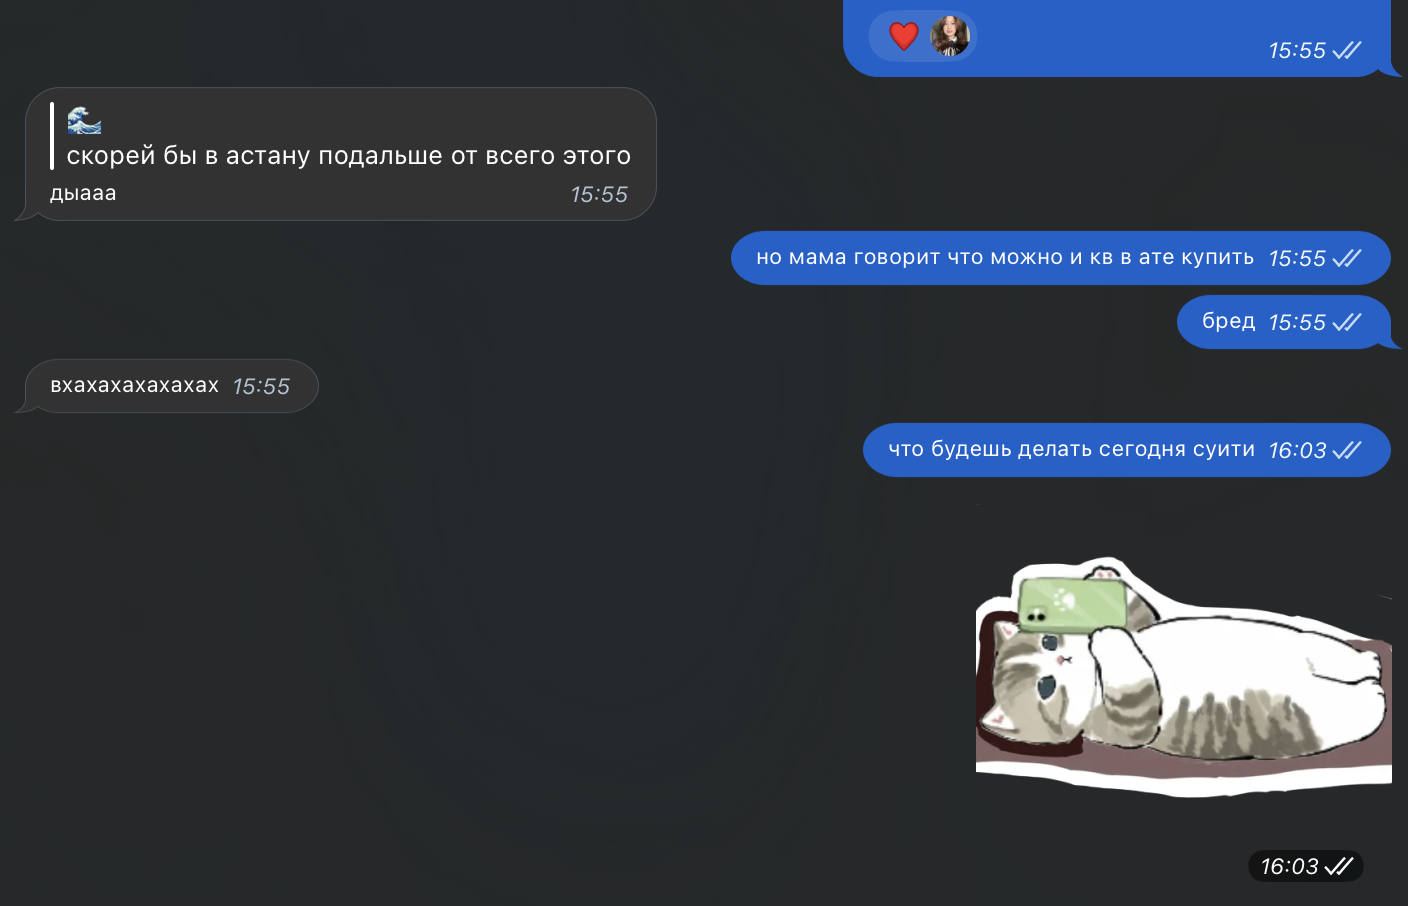 15:55
🌊
скорей бы в астану подальше от всего этого
дыааа 15:55
но мама говорит что можно и кв в ате купить 15:55
бред 15:55
вхахахахахахах 15:55
что будешь делать сегодня суити 16:03
16:03